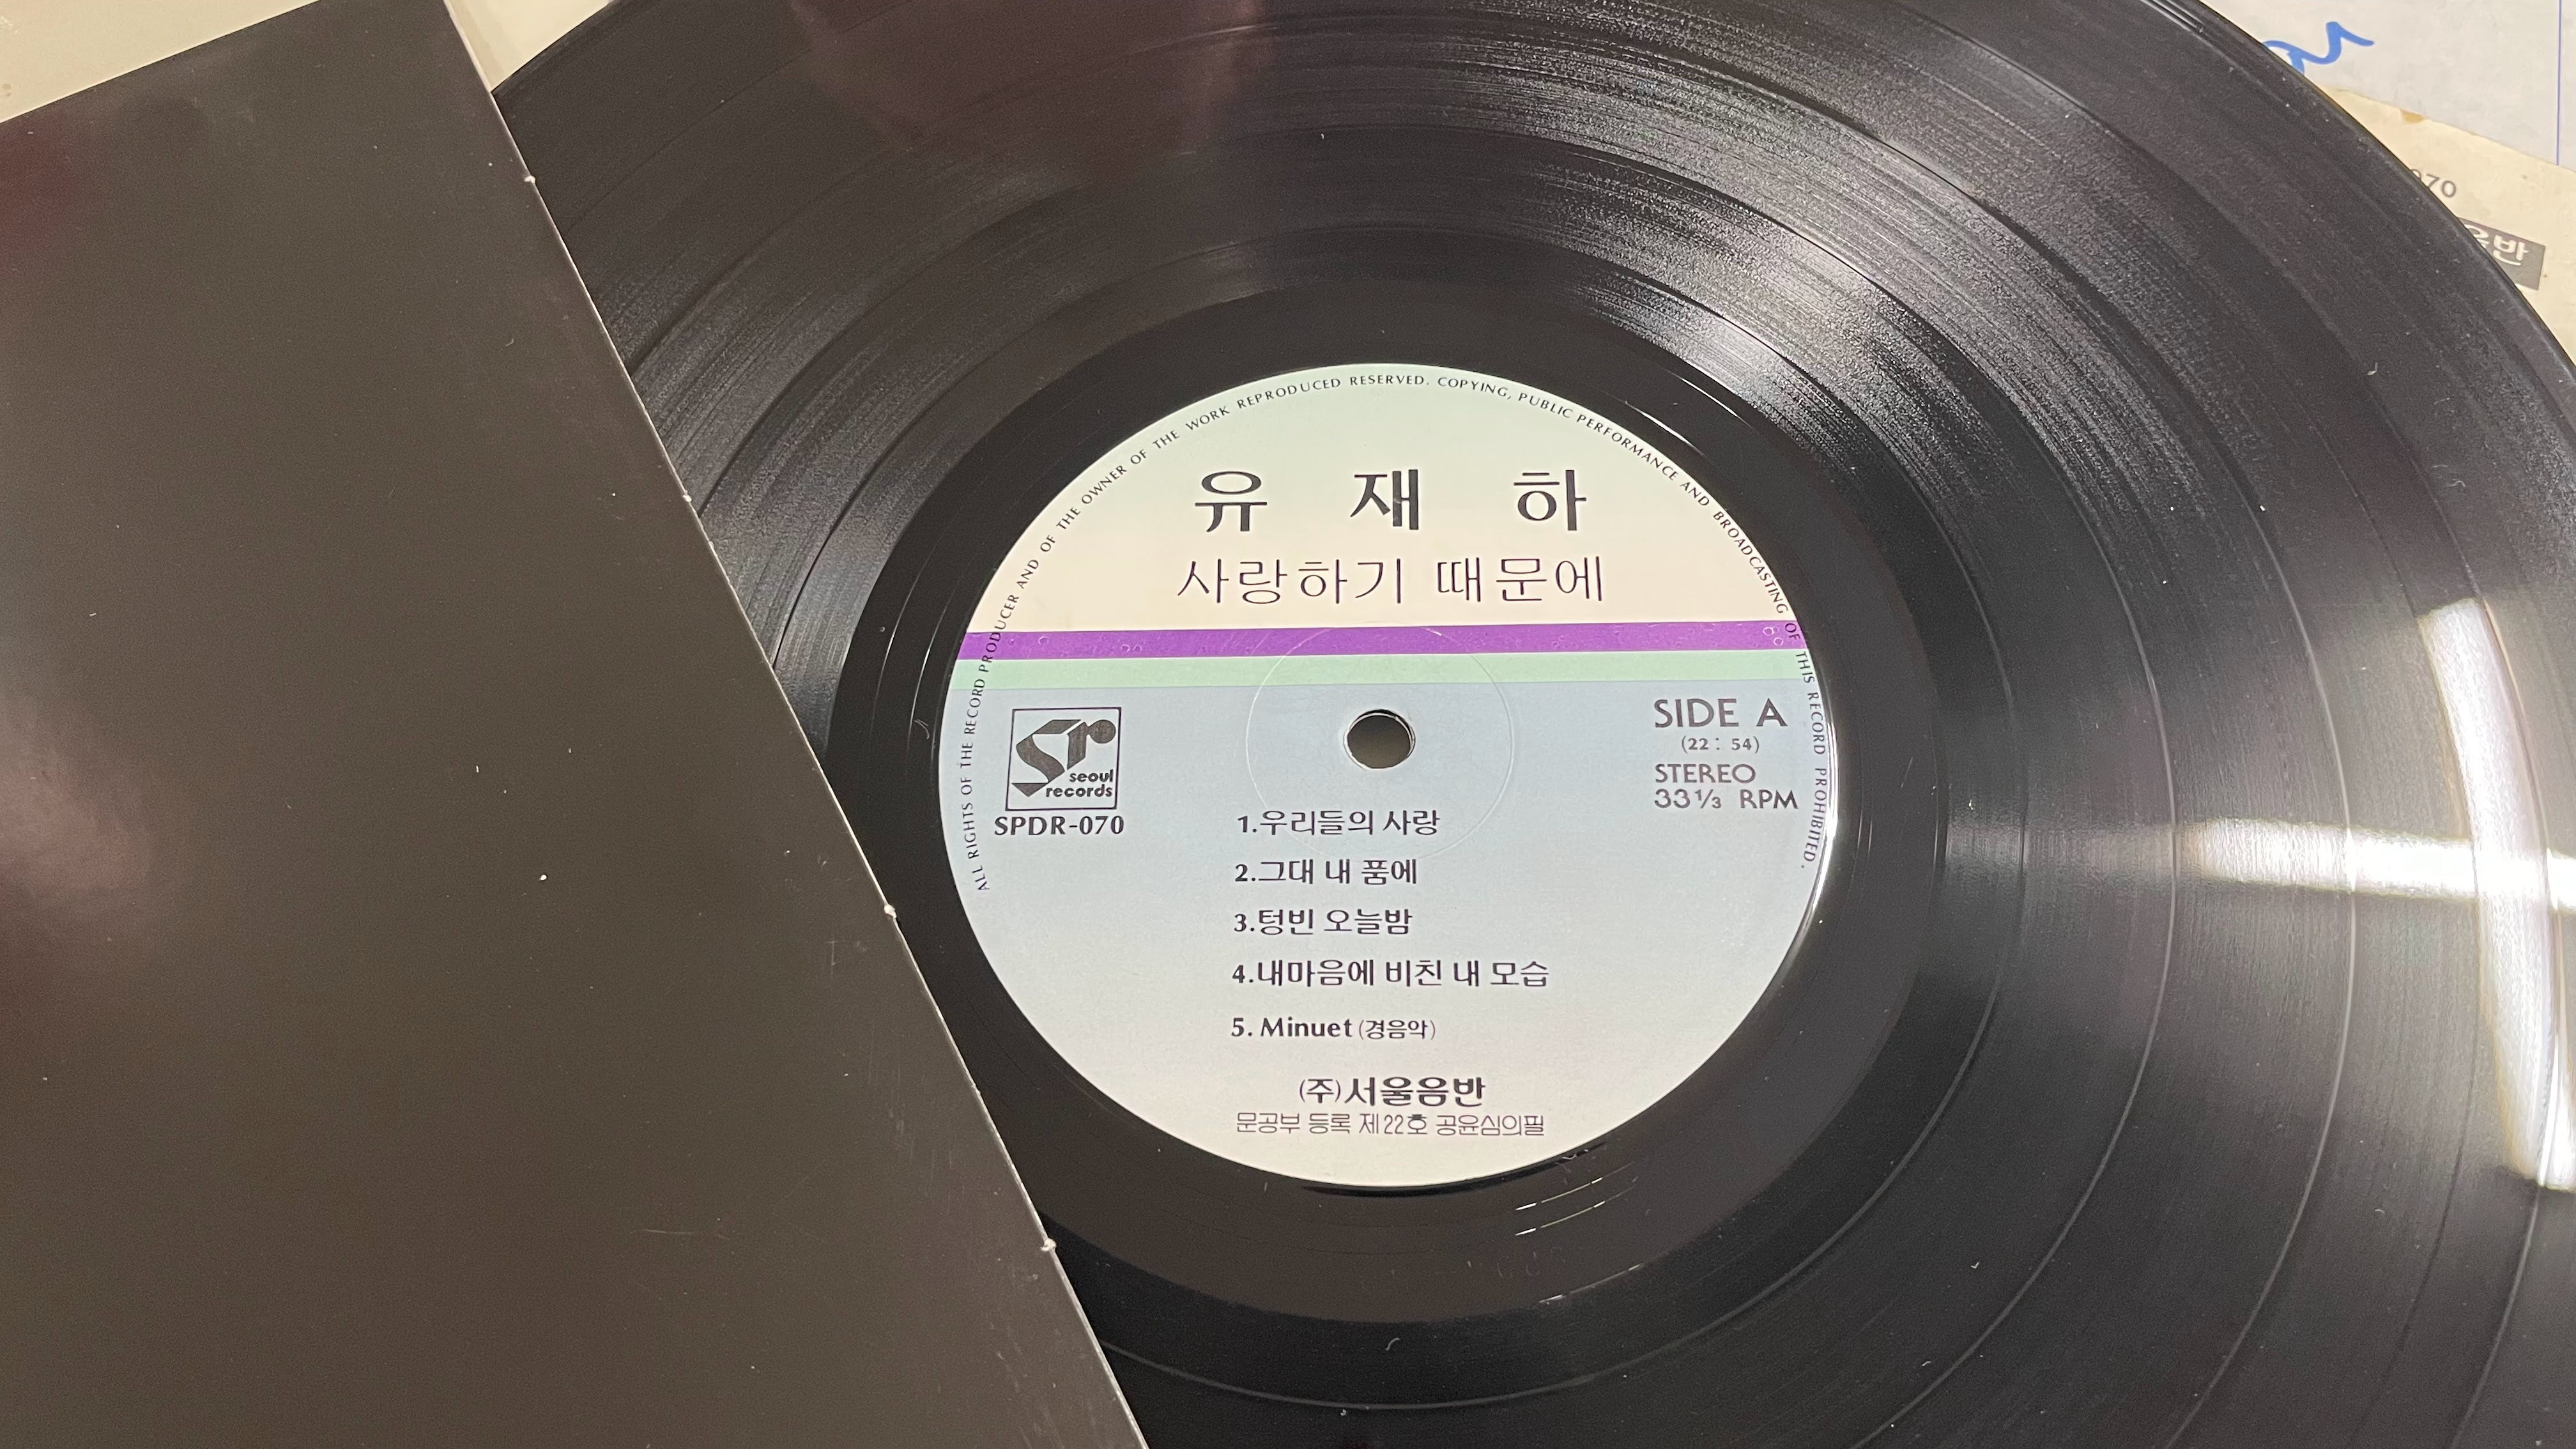 ALL RIGHTS OF THE RECORD PRODUCER AND OF THE OWNER OF THE WORK REPRODUCED RESERVED. COPYING, PUBLIC PERFORMANCE AND BROADCASTING OF THIS RECORD PROHIBITED.
유 재 하
사랑하기 때문에
sr
seoul
records
SPDR-070
SIDE A
(22 : 54)
STEREO
33 1/3 RPM
1.우리들의 사랑
2.그대 내 품에
3.텅빈 오늘밤
4.내마음에 비친 내 모습
5. Minuet (경음악)
(주)서울음반
문공부 등록 제22호 공윤심의필